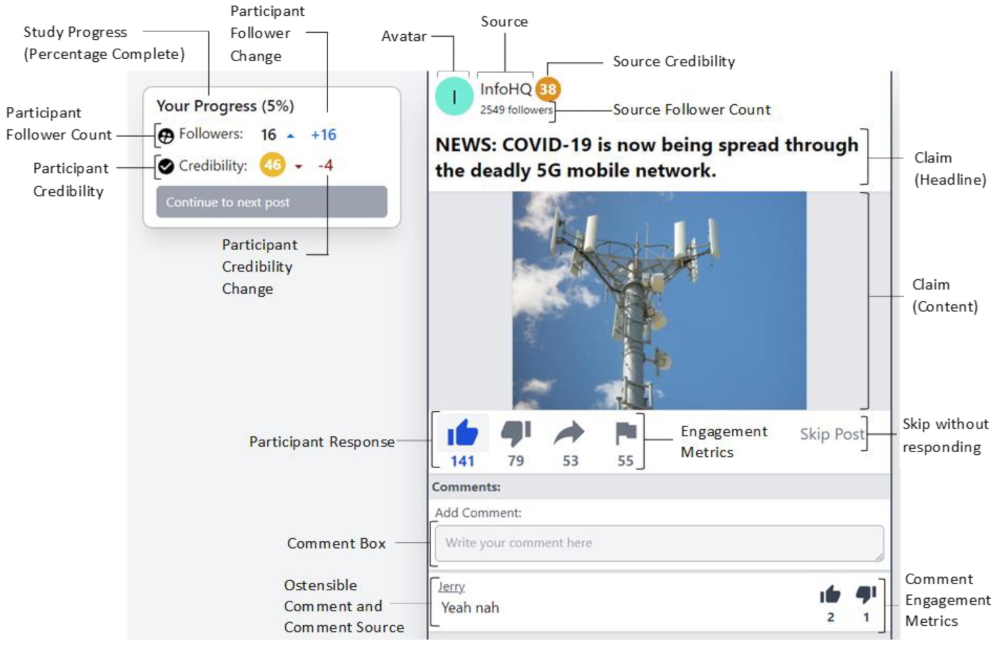 Participant
Follower
Change
Study Progress
(Percentage Complete)
Avatar
Source
Source Credibility
Source Follower Count
Participant
Follower Count
Participant
Credibility
Your Progress (5%)
Followers: 16 +16
Credibility: 46 -4
Continue to next post
Participant
Credibility
Change
I
InfoHQ 38
2549 followers
NEWS: COVID-19 is now being spread through
the deadly 5G mobile network.
Claim
(Headline)
Claim
(Content)
Participant Response
141 79 53 55
Engagement
Metrics
Skip Post
Skip without
responding
Comments:
Add Comment:
Comment Box
Write your comment here
Ostensible
Comment and
Comment Source
Jerry
Yeah nah
2 1
Comment
Engagement
Metrics